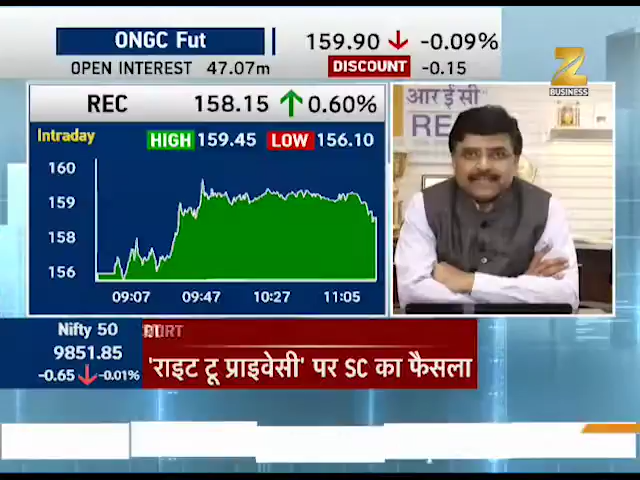 ONGC Fut
159.90 -0.09%
OPEN INTEREST 47.07m
DISCOUNT -0.15
Z
BUSINESS
REC 158.15 0.60%
Intraday
HIGH 159.45 LOW 156.10
160
159
158
156
09:07 09:47 10:27 11:05
आर ई सी
RE
Nifty 50
9851.85
-0.65 -0.01%
'राइट टू प्राइवेसी' पर SC का फैसला